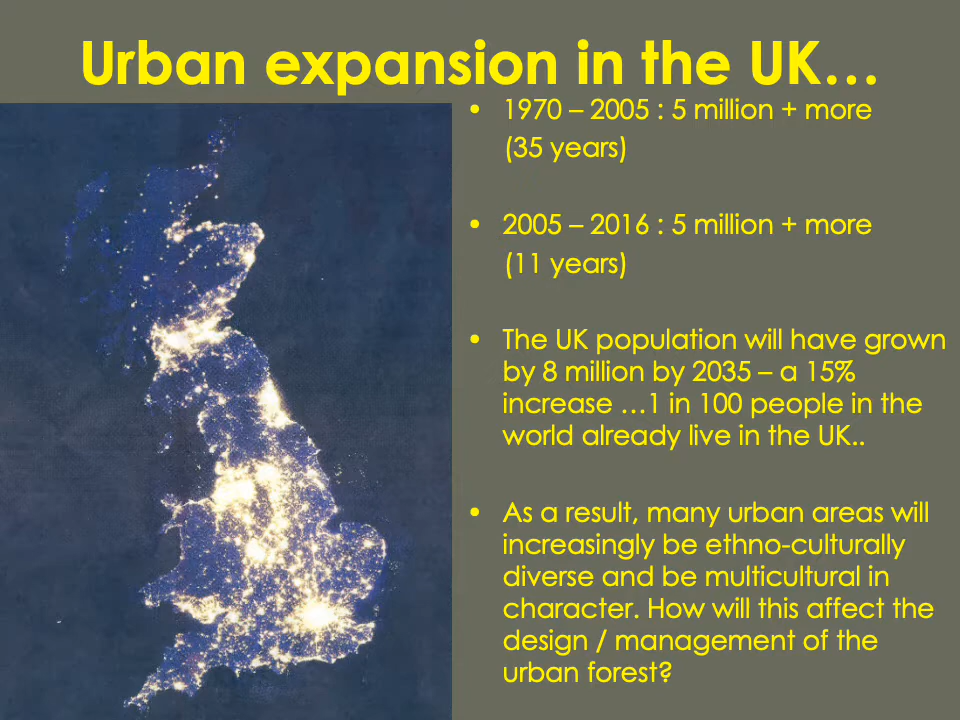 Urban expansion in the UK…
• 1970 – 2005 : 5 million + more
(35 years)
• 2005 – 2016 : 5 million + more
(11 years)
• The UK population will have grown
by 8 million by 2035 – a 15%
increase …1 in 100 people in the
world already live in the UK..
• As a result, many urban areas will
increasingly be ethno-culturally
diverse and be multicultural in
character. How will this affect the
design / management of the
urban forest?